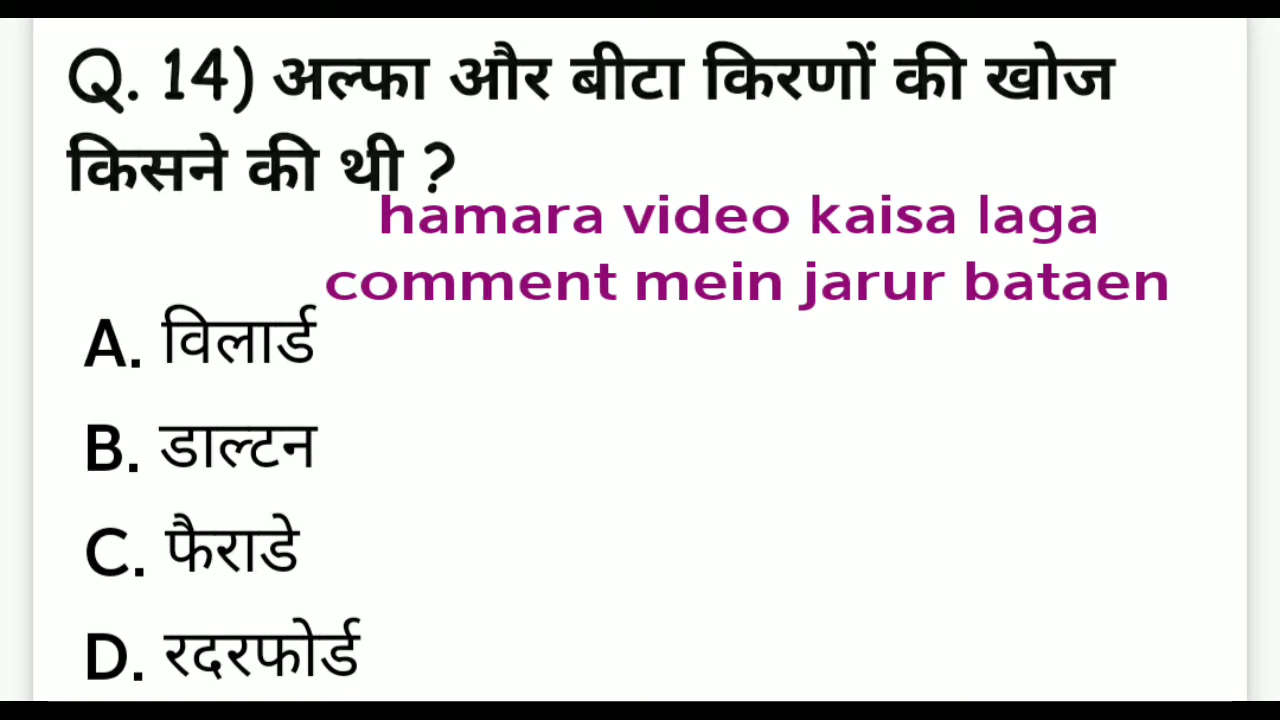 Q. 14) अल्फा और बीटा किरणों की खोज
किसने की थी ?
hamara video kaisa laga
comment mein jarur bataen
A. विलार्ड
B. डाल्टन
C. फैराडे
D. रदरफोर्ड